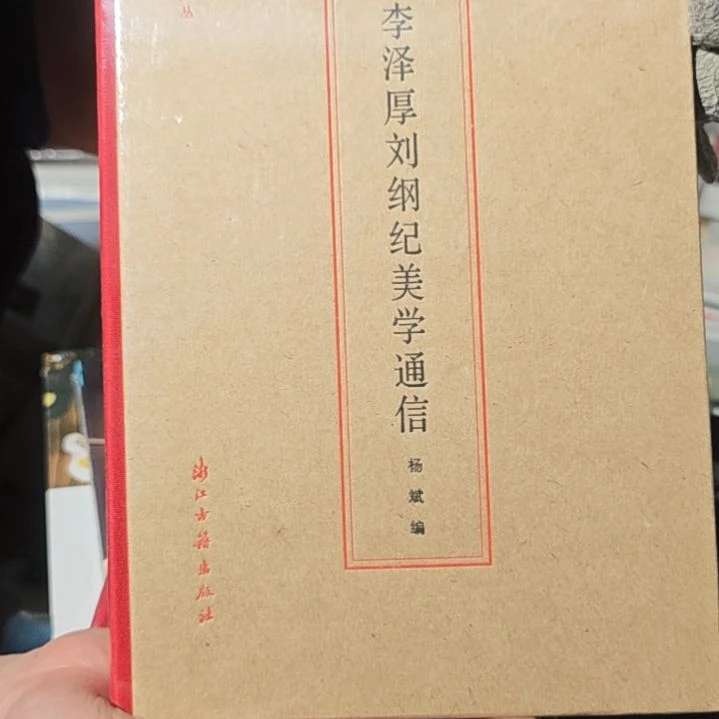 李泽厚刘纲纪美学通信
杨斌编
浙江古籍出版社
丛